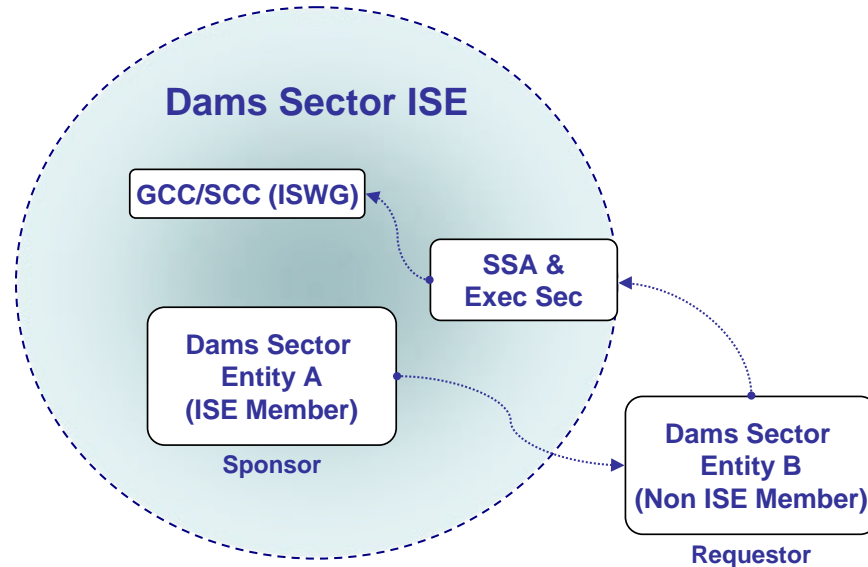 Dams Sector ISE
GCC/SCC (ISWG)
SSA &
Exec Sec
Dams Sector
Entity A
(ISE Member)
Sponsor
Dams Sector
Entity B
(Non ISE Member)
Requestor